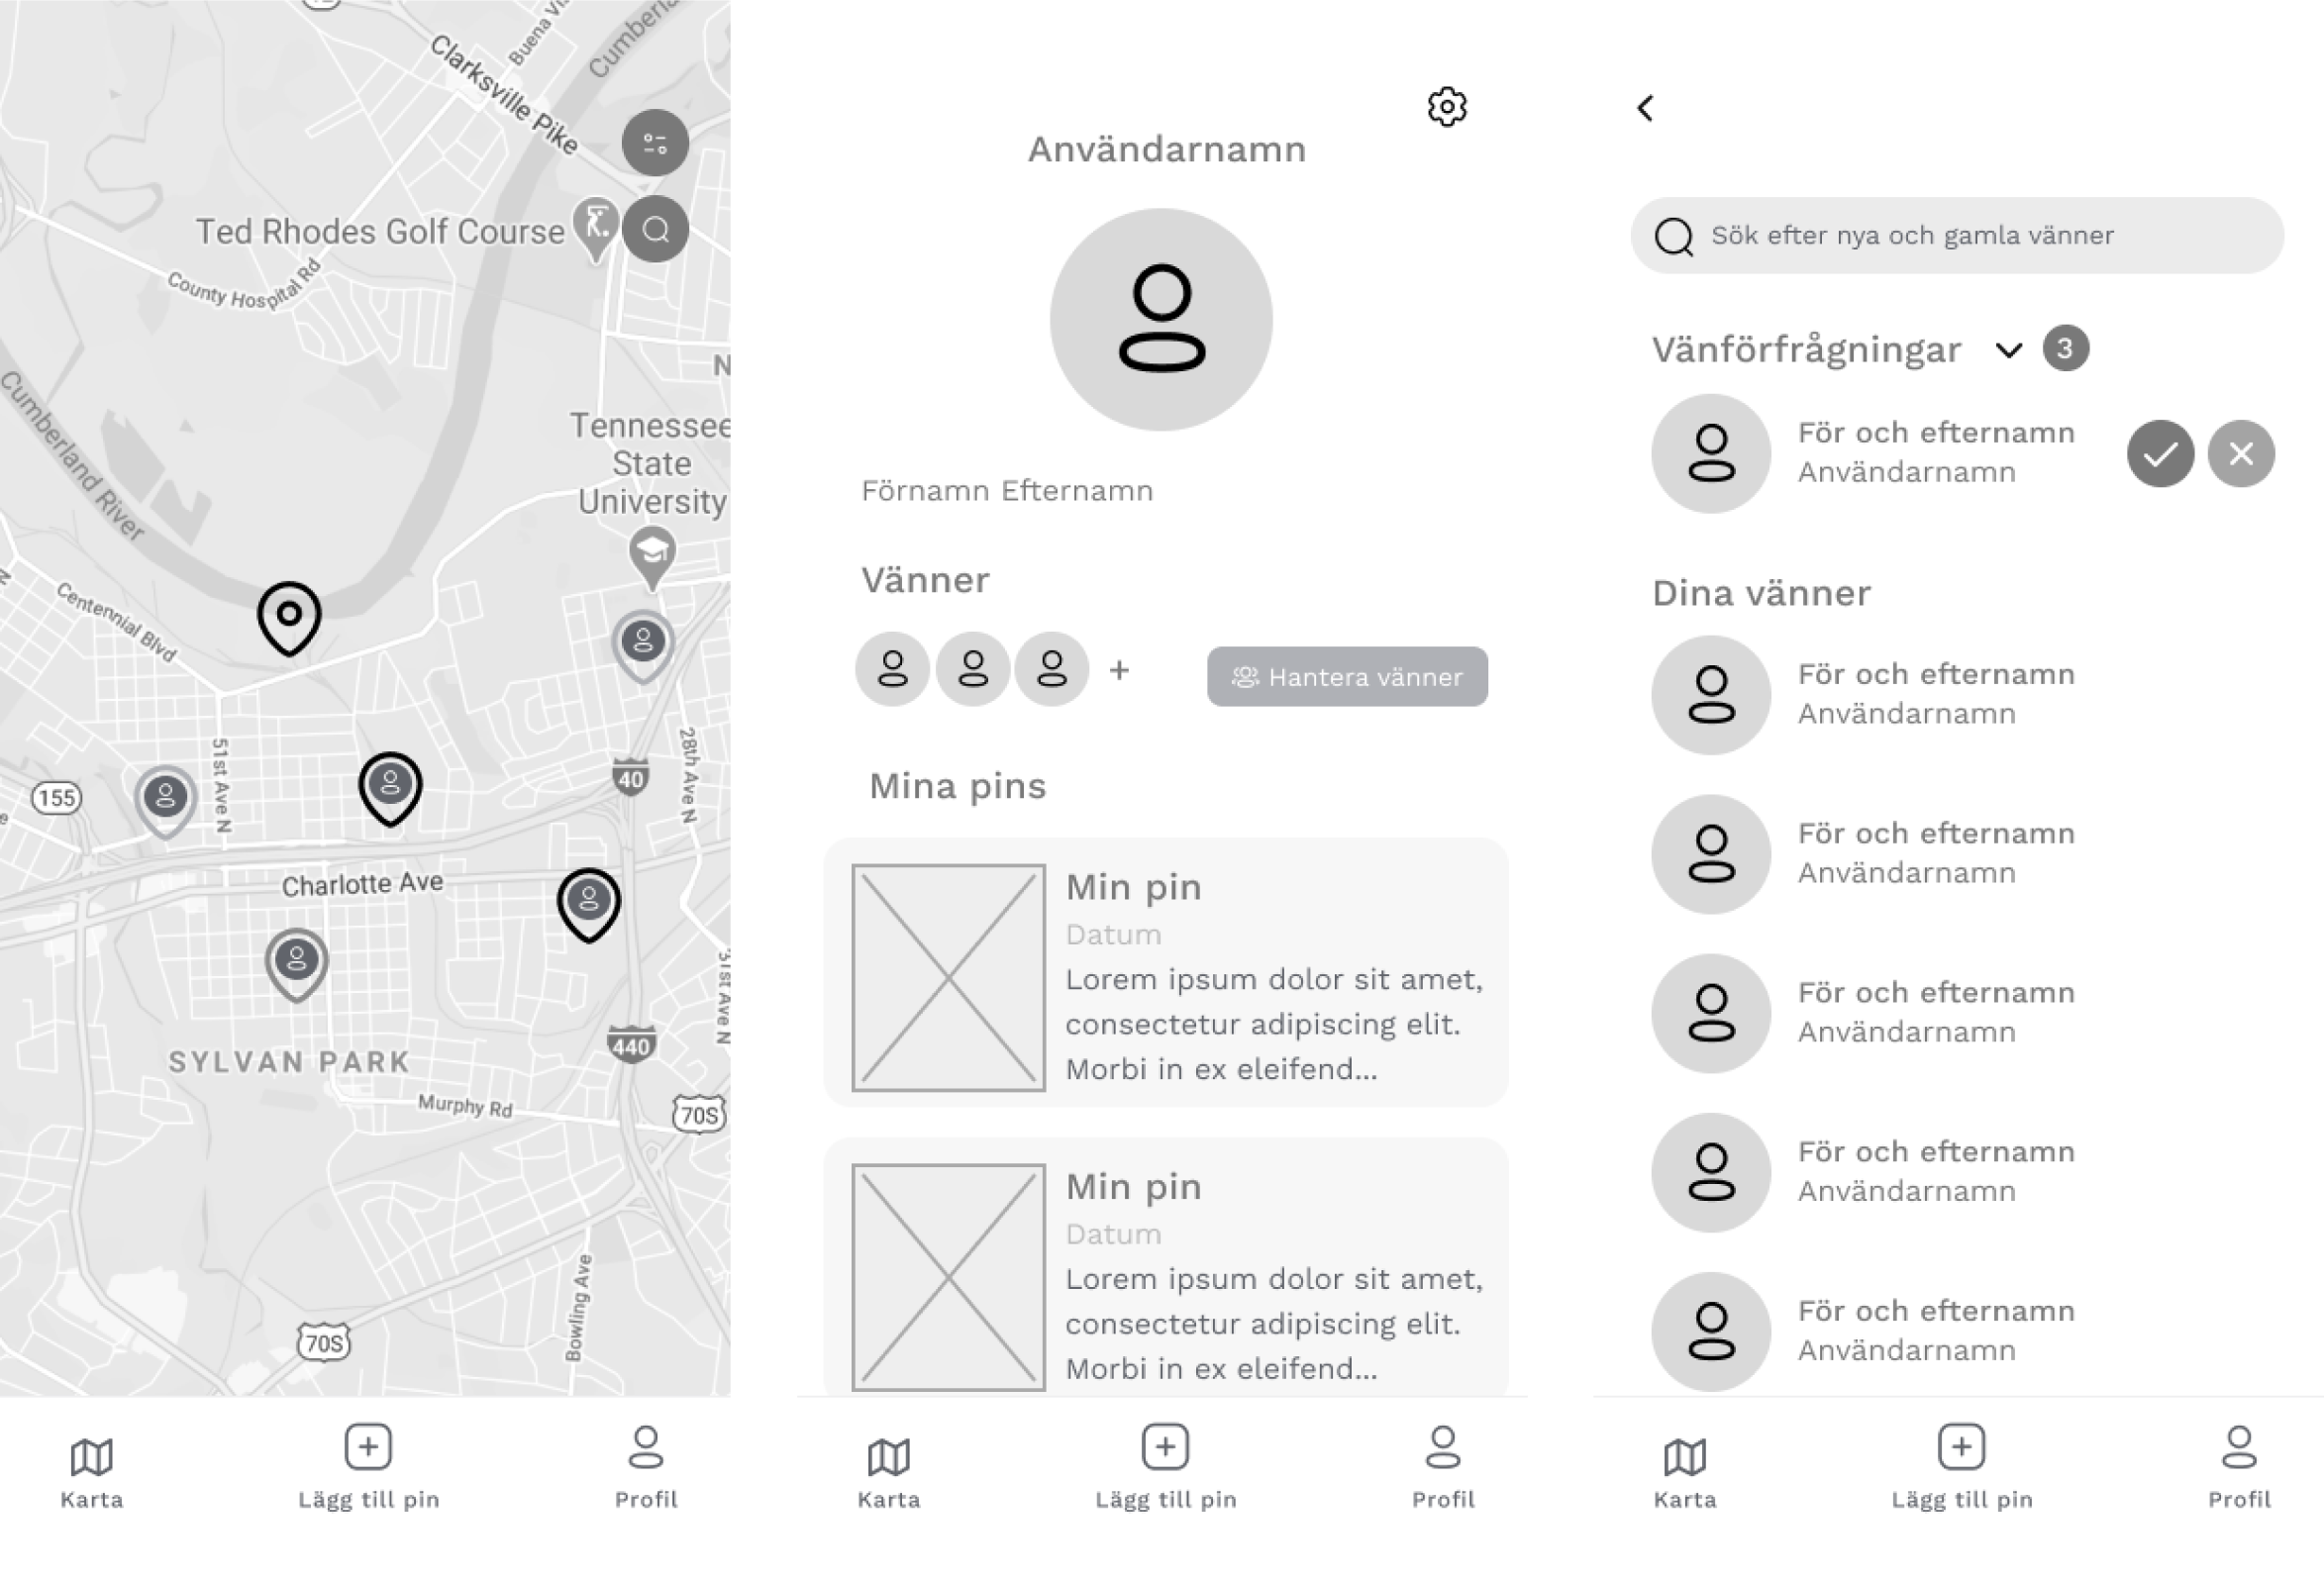 Clarksville Pike
Buena Vi
Cumberla
Ted Rhodes Golf Course
County Hospital Rd
N
Tennessee
State
University
Cumberland River
Centennial Blvd
51st Ave N
28th Ave N
40
155
Charlotte Ave
31st Ave N
440
SYLVAN PARK
Murphy Rd
70S
Bowling Ave
70S
Karta
Lägg till pin
Profil
Användarnamn
Förnamn Efternamn
Vänner
+
Hantera vänner
Mina pins
Min pin
Datum
Lorem ipsum dolor sit amet,
consectetur adipiscing elit.
Morbi in ex eleifend...
Min pin
Datum
Lorem ipsum dolor sit amet,
consectetur adipiscing elit.
Morbi in ex eleifend...
Karta
Lägg till pin
Profil
Sök efter nya och gamla vänner
Vänförfrågningar 3
För och efternamn
Användarnamn
Dina vänner
För och efternamn
Användarnamn
För och efternamn
Användarnamn
För och efternamn
Användarnamn
För och efternamn
Användarnamn
För och efternamn
Användarnamn
Karta
Lägg till pin
Profil